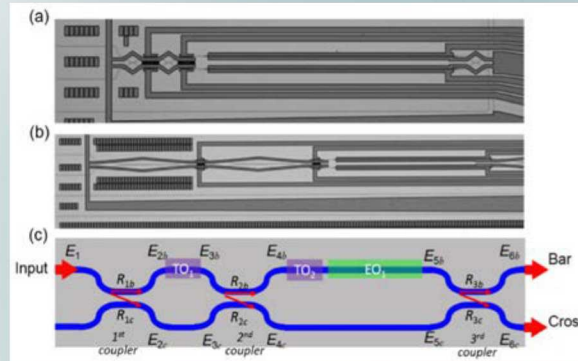 (a)
(b)
(c)
E1 E2b E3b E4b E5b E6b Bar
Input TO1 TO2 EO1
R1b R2b R3b
R1c R2c R3c
Cros
1st coupler E2c E3c 2nd coupler E4c E5c 3rd coupler E6c